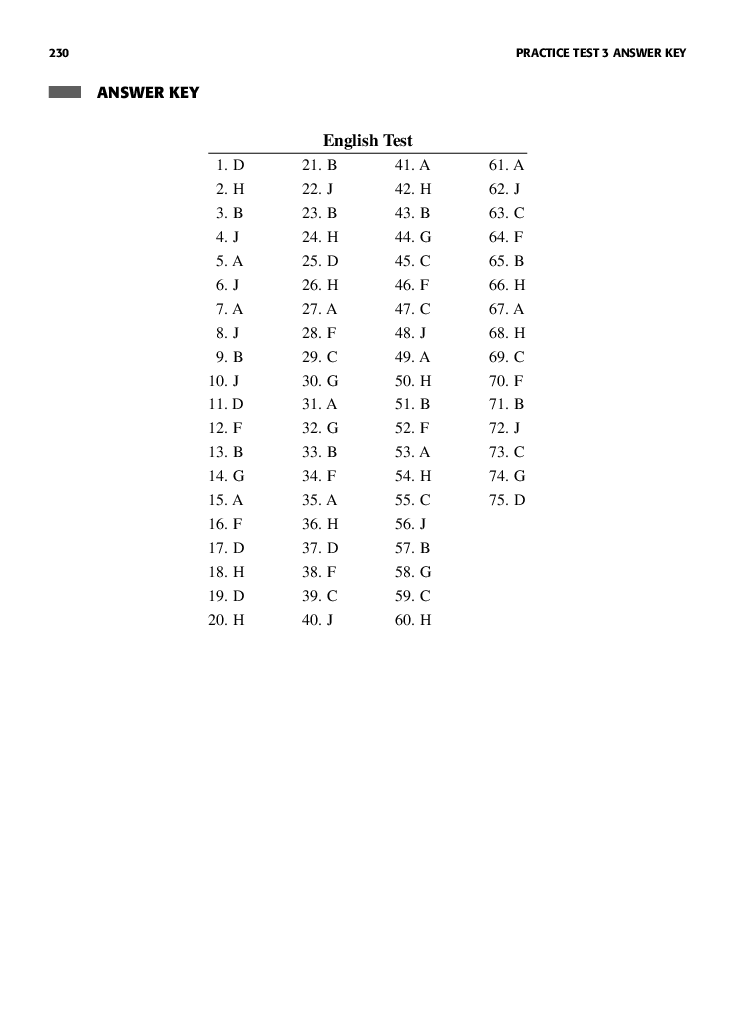 230 PRACTICE TEST 3 ANSWER KEY
ANSWER KEY
English Test
1. D 21. B 41. A 61. A
2. H 22. J 42. H 62. J
3. B 23. B 43. B 63. C
4. J 24. H 44. G 64. F
5. A 25. D 45. C 65. B
6. J 26. H 46. F 66. H
7. A 27. A 47. C 67. A
8. J 28. F 48. J 68. H
9. B 29. C 49. A 69. C
10. J 30. G 50. H 70. F
11. D 31. A 51. B 71. B
12. F 32. G 52. F 72. J
13. B 33. B 53. A 73. C
14. G 34. F 54. H 74. G
15. A 35. A 55. C 75. D
16. F 36. H 56. J
17. D 37. D 57. B
18. H 38. F 58. G
19. D 39. C 59. C
20. H 40. J 60. H